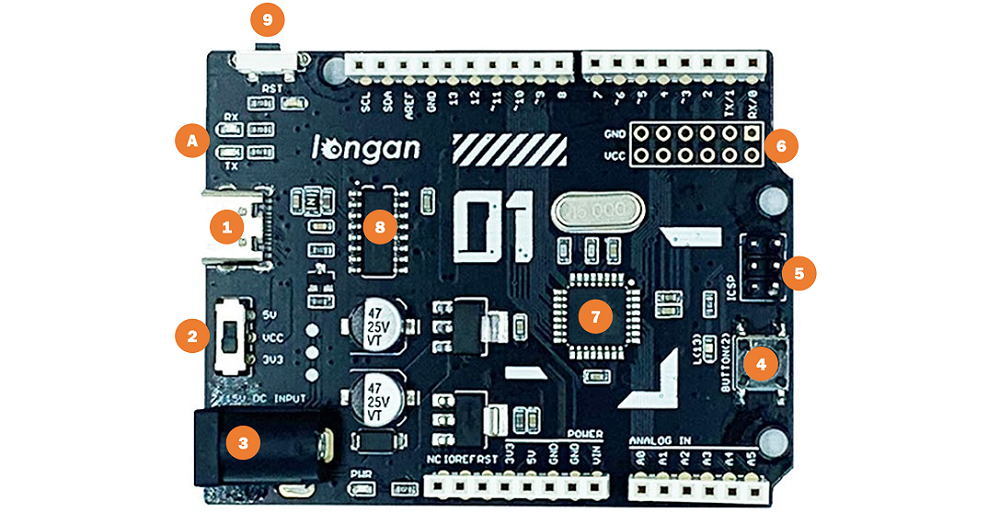 9
RST
SCL SDA AREF GND 13 12 ~11 ~10 ~9 8
7 ~6 ~5 4 ~3 2 TX/1 RX/0
A
RX
TX
longan
GND
VCC
6
1
8
01
5
ICSP
2
5V
VCC
3V3
47
25V
VT
7
L(13)
BUTTON(2)
4
47
25V
VT
DC INPUT
3
POWER
NC IOREF RST 3V3 5V GND GND VIN
ANALOG IN
A0 A1 A2 A3 A4 A5
PWR